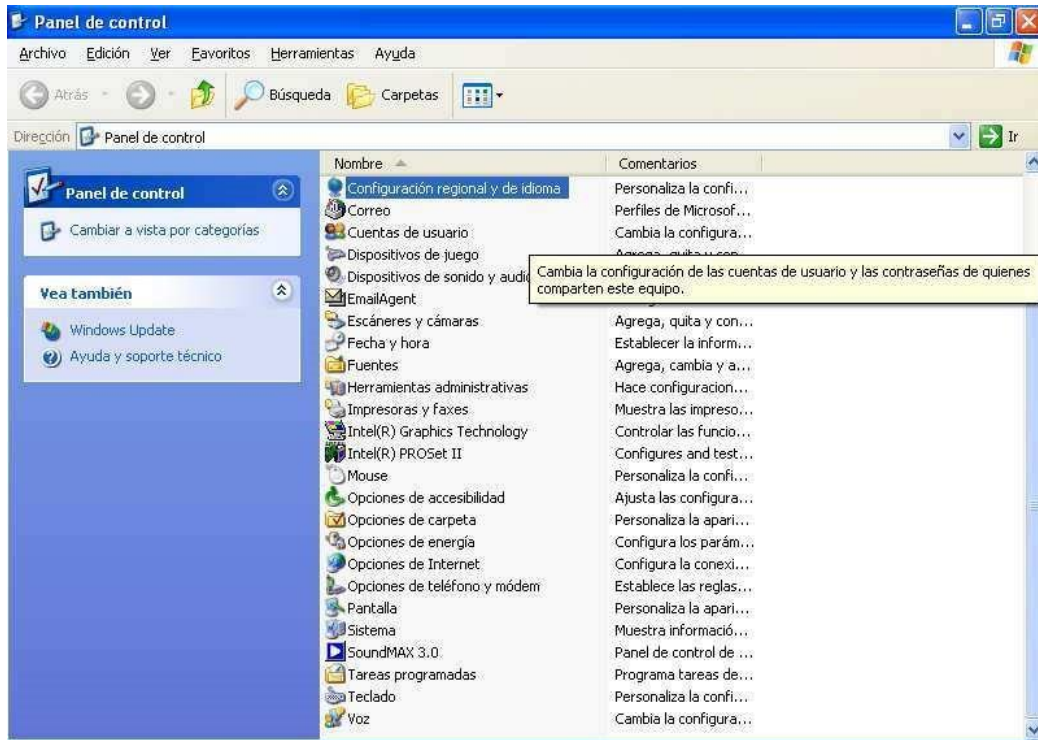 Panel de control
Archivo Edición Ver Favoritos Herramientas Ayuda
Atrás Búsqueda Carpetas
Dirección Panel de control Ir
Panel de control
Cambiar a vista por categorías
Vea también
Windows Update
Ayuda y soporte técnico
Nombre Comentarios
Configuración regional y de idioma Personaliza la confi...
Correo Perfiles de Microsof...
Cuentas de usuario Cambia la configura...
Dispositivos de juego
Dispositivos de sonido y audio
Cambia la configuración de las cuentas de usuario y las contraseñas de quienes
comparten este equipo.
EmailAgent
Escáneres y cámaras Agrega, quita y con...
Fecha y hora Establecer la inform...
Fuentes Agrega, cambia y a...
Herramientas administrativas Hace configuracion...
Impresoras y faxes Muestra las impreso...
Intel(R) Graphics Technology Controlar las funcio...
Intel(R) PROSet II Configures and test...
Mouse Personaliza la confi...
Opciones de accesibilidad Ajusta las configura...
Opciones de carpeta Personaliza la apari...
Opciones de energía Configura los parám...
Opciones de Internet Configura la conexi...
Opciones de teléfono y módem Establece las reglas...
Pantalla Personaliza la apari...
Sistema Muestra informació...
SoundMAX 3.0 Panel de control de ...
Tareas programadas Programa tareas de...
Teclado Personaliza la confi...
Voz Cambia la configura...